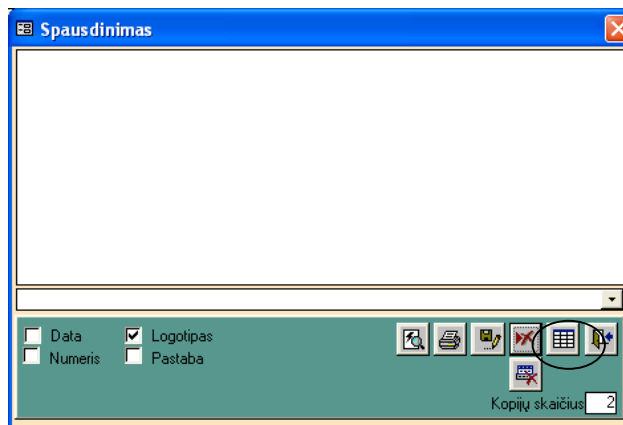 Spausdinimas
Data Logotipas
Numeris Pastaba
Kopijų skaičius 2